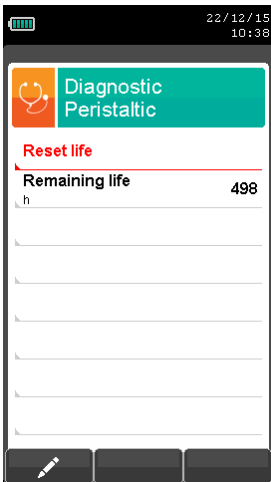 22/12/15
10:38
Diagnostic
Peristaltic
Reset life
Remaining life
h
498